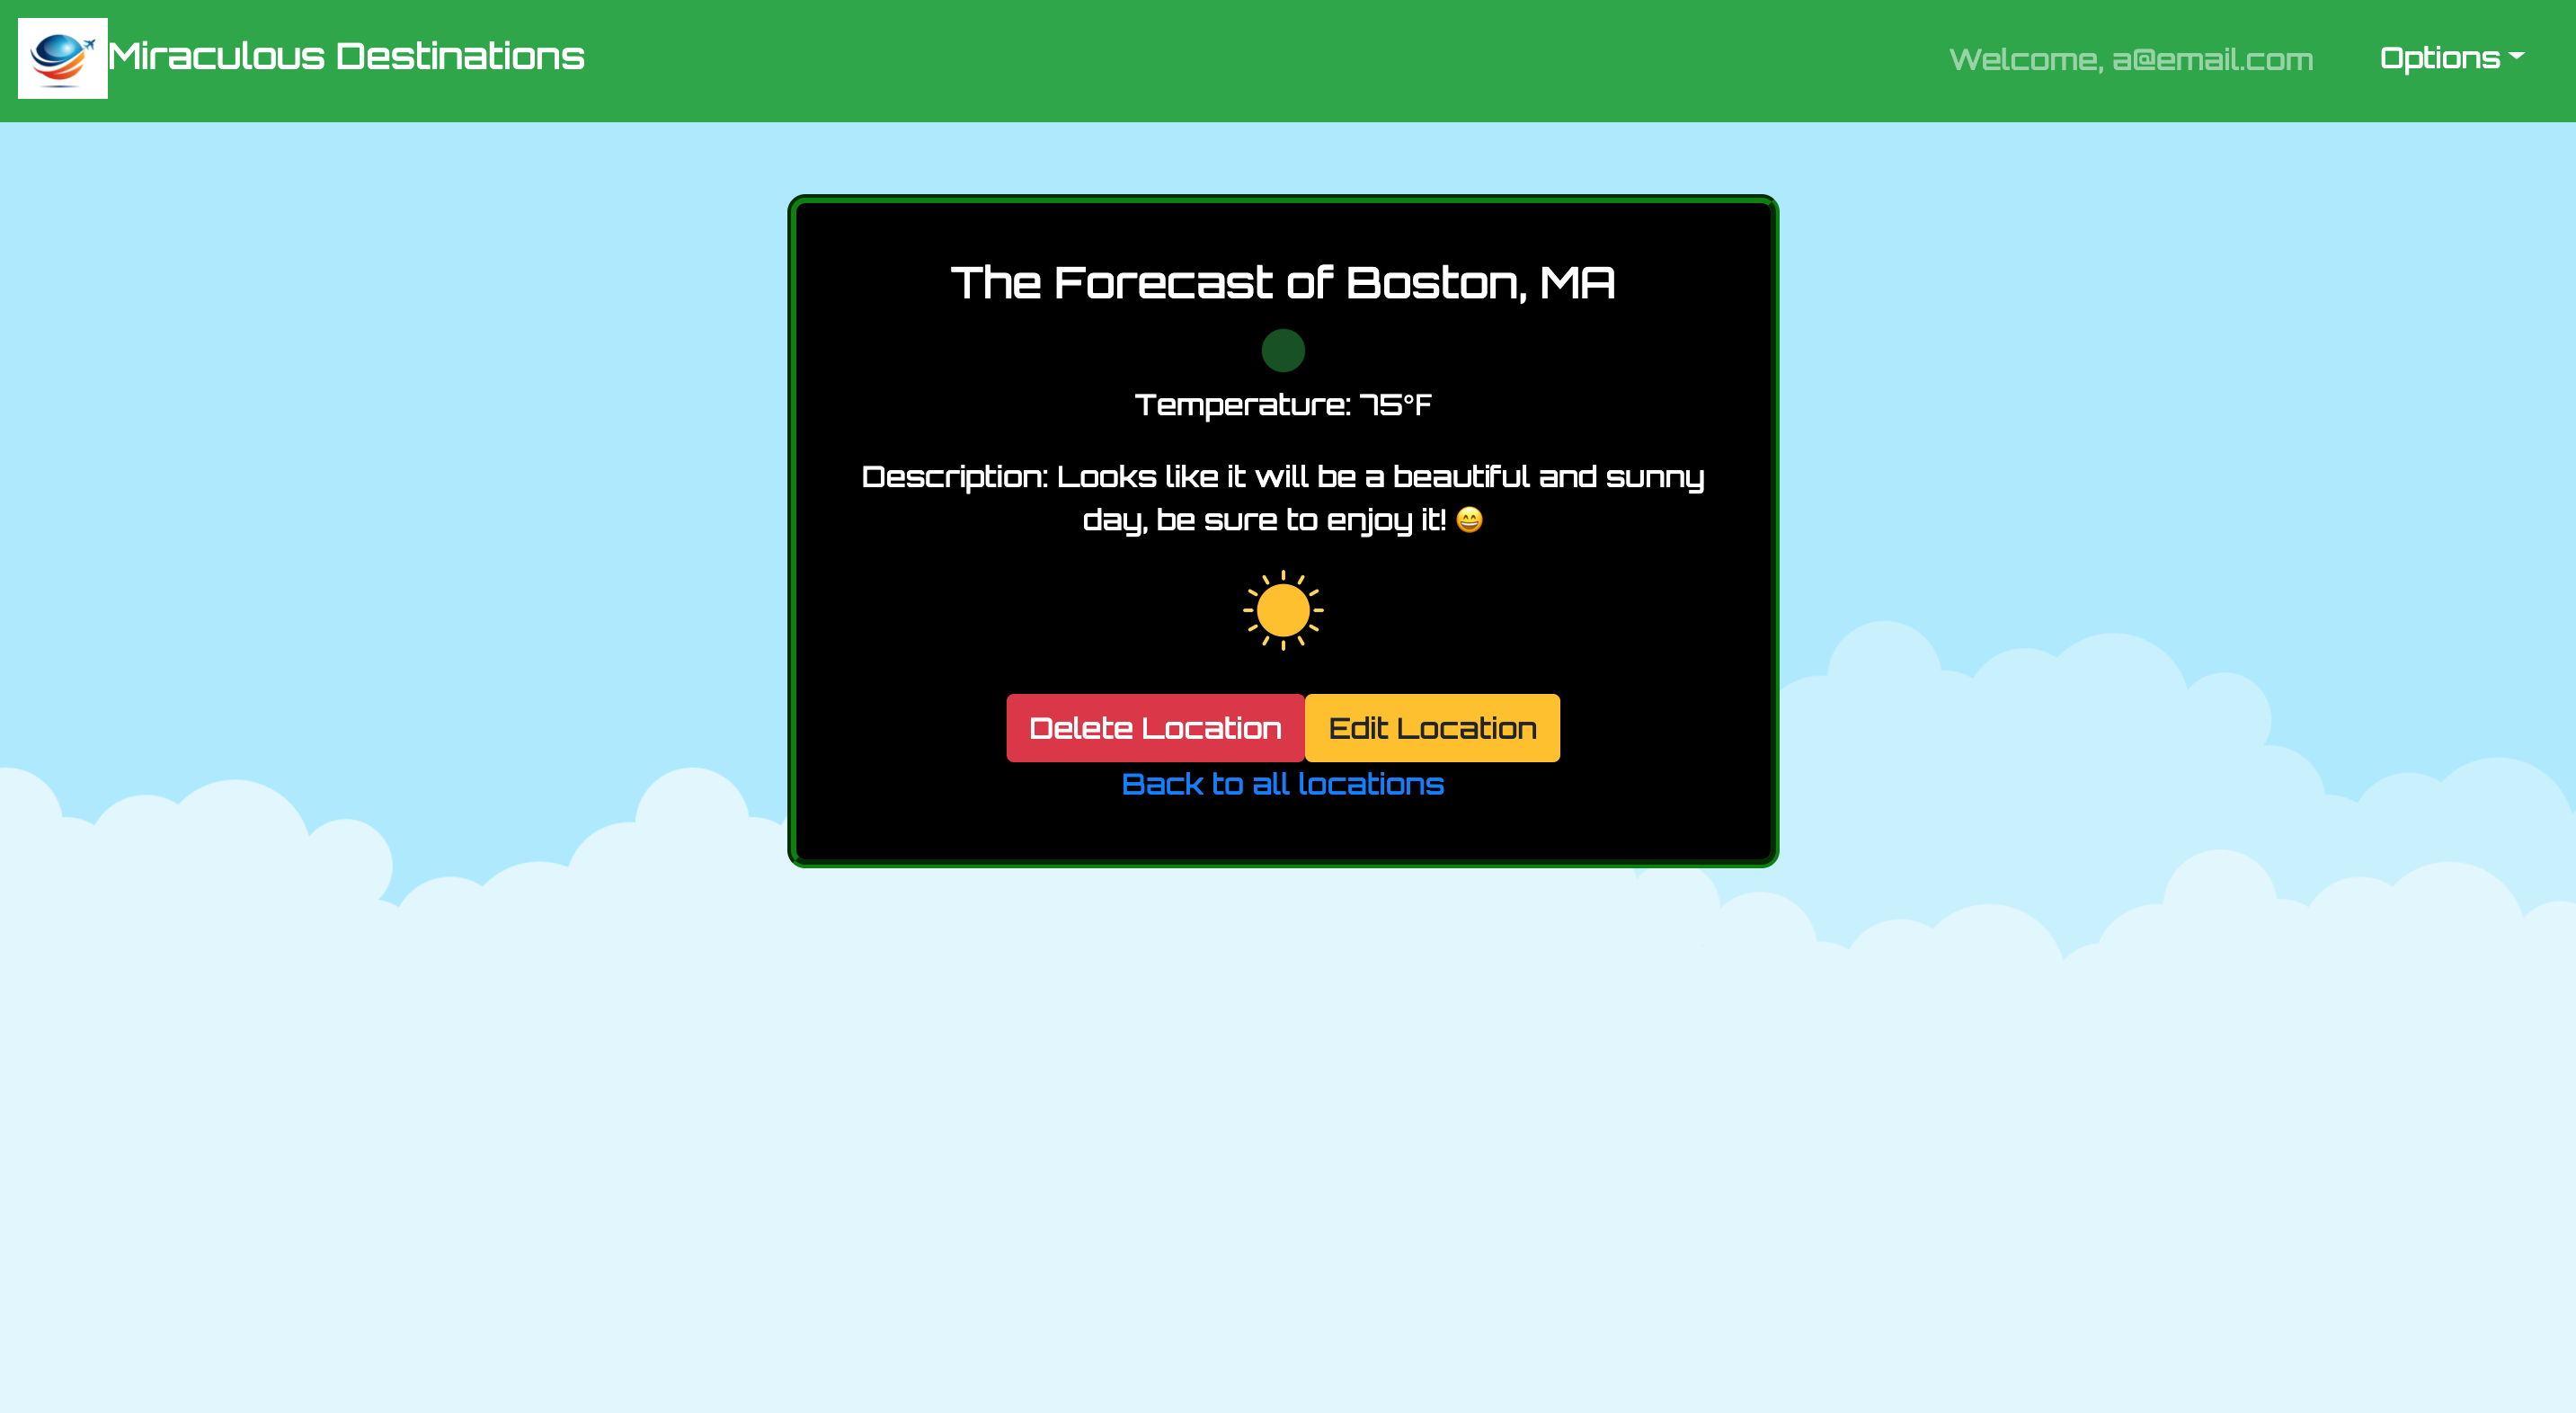 Miraculous Destinations
Welcome, a@email.com
Options
The Forecast of Boston, MA
Temperature: 75°F
Description: Looks like it will be a beautiful and sunny
day, be sure to enjoy it! 😄
Delete Location
Edit Location
Back to all locations